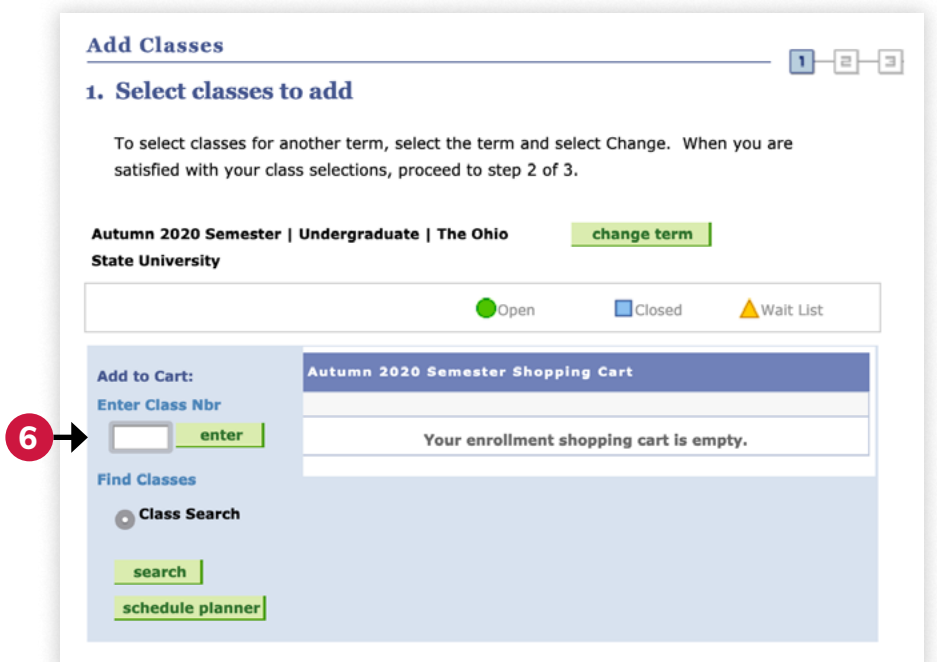 Add Classes
1 2 3
1. Select classes to add
To select classes for another term, select the term and select Change. When you are
satisfied with your class selections, proceed to step 2 of 3.
Autumn 2020 Semester | Undergraduate | The Ohio
State University
change term
Open Closed Wait List
Add to Cart:
Enter Class Nbr
6
enter
Find Classes
Class Search
search
schedule planner
Autumn 2020 Semester Shopping Cart
Your enrollment shopping cart is empty.